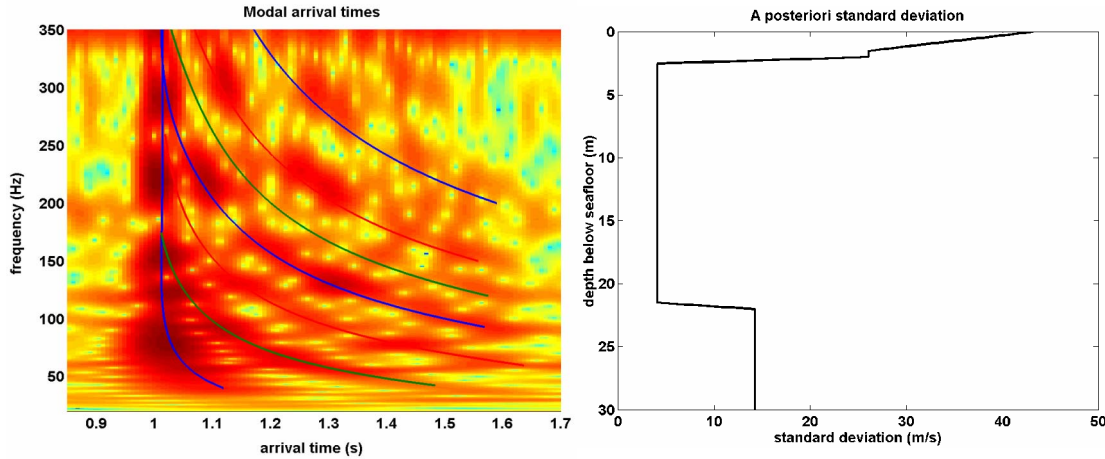 Modal arrival times
350
300
250
200
150
100
50
frequency (Hz)
0.9 1 1.1 1.2 1.3 1.4 1.5 1.6 1.7
arrival time (s)
A posteriori standard deviation
0
5
10
15
20
25
30
depth below seafloor (m)
0 10 20 30 40 50
standard deviation (m/s)